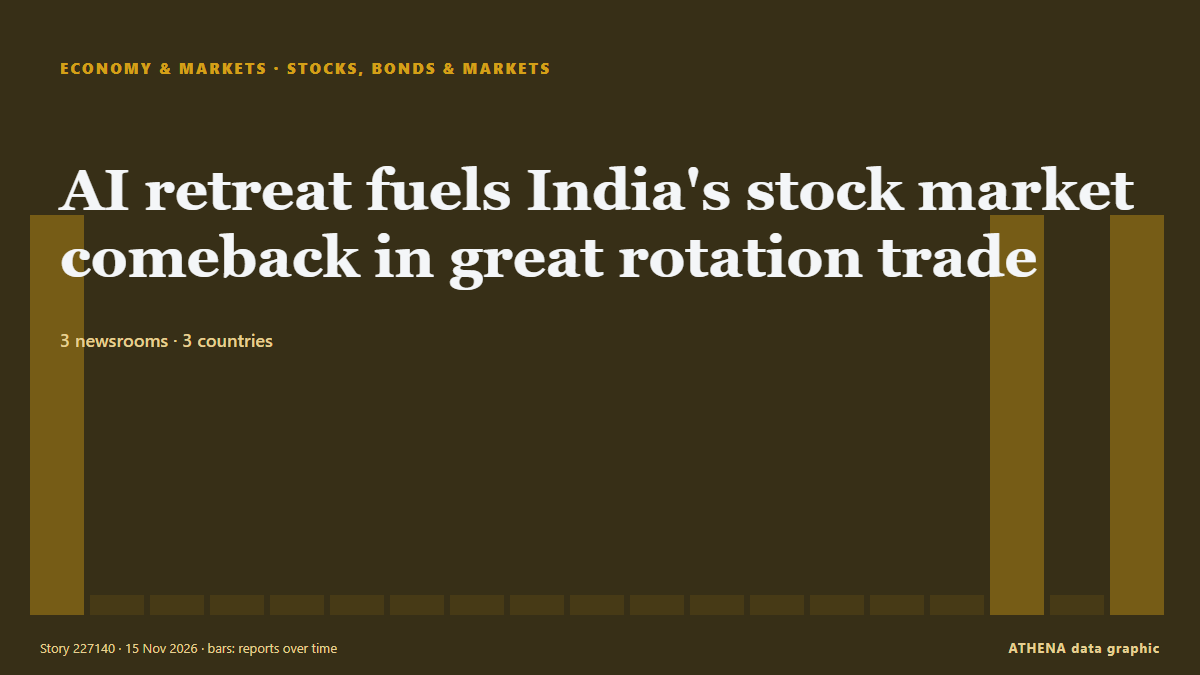 ECONOMY & MARKETS · STOCKS, BONDS & MARKETS
AI retreat fuels India's stock market
comeback in great rotation trade
3 newsrooms · 3 countries
Story 227140 · 15 Nov 2026 · bars: reports over time
ATHENA data graphic